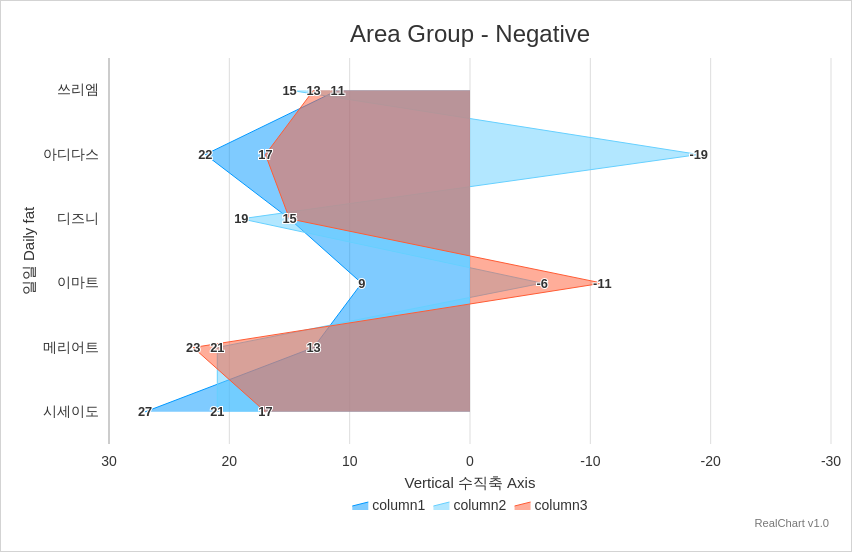 Area Group - Negative
쓰리엠
15 13 11
아디다스
22 17 -19
디즈니
19 15
일일 Daily fat
이마트
9 -6 -11
메리어트
23 21 13
시세이도
27 21 17
30 20 10 0 -10 -20 -30
Vertical 수직축 Axis
column1 column2 column3
RealChart v1.0